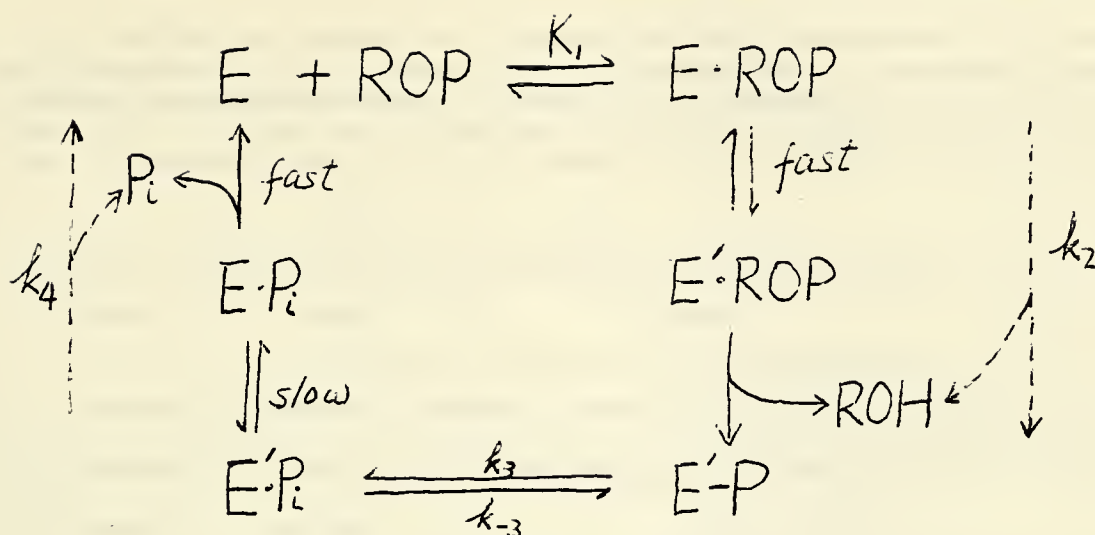 K₁
E + ROP ⇌ E·ROP
Pᵢ fast fast
k₄ k₂
E·Pᵢ E′·ROP
slow ROH
k₃
E′·Pᵢ ⇌ E′-P
k₋₃